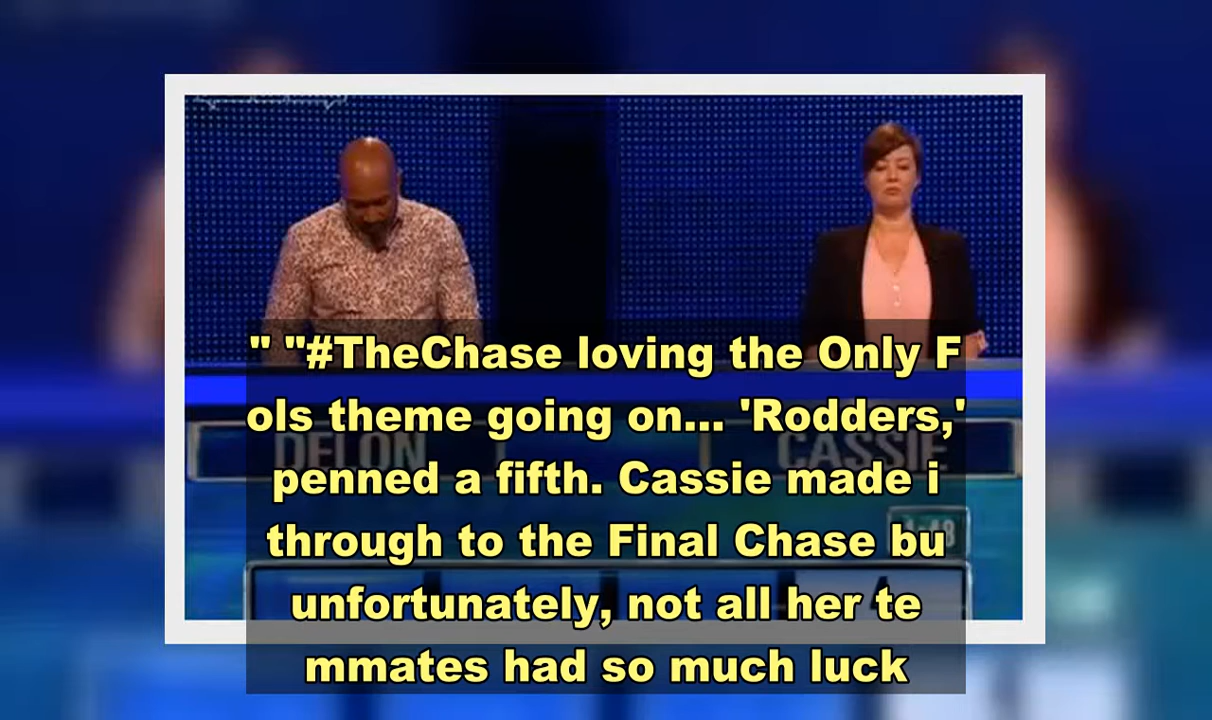 " "#TheChase loving the Only F
ols theme going on... 'Rodders,'
DELON
CASSIE
penned a fifth. Cassie made i
through to the Final Chase bu
unfortunately, not all her te
mmates had so much luck